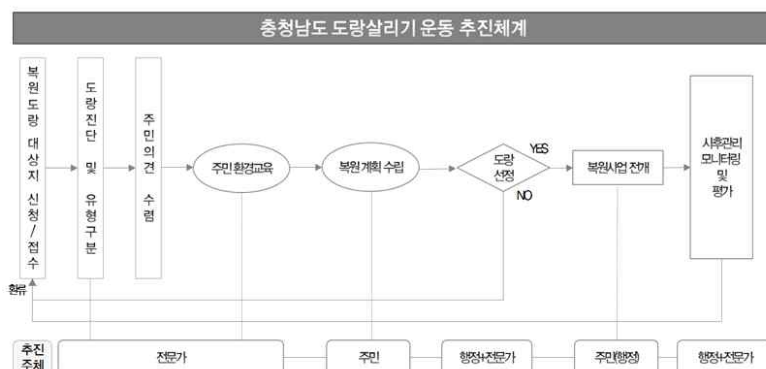 충청남도 도랑살리기 운동 추진체계
복원도랑 대상지 신청/접수
도랑진단 및 유형구분
주민의견 수렴
주민 환경교육
복원 계획 수립
도랑
선정
YES
NO
복원사업 전개
사후관리
모니터링
및
평가
환류
추진
주체
전문가
주민
행정+전문가
주민(행정)
행정+전문가